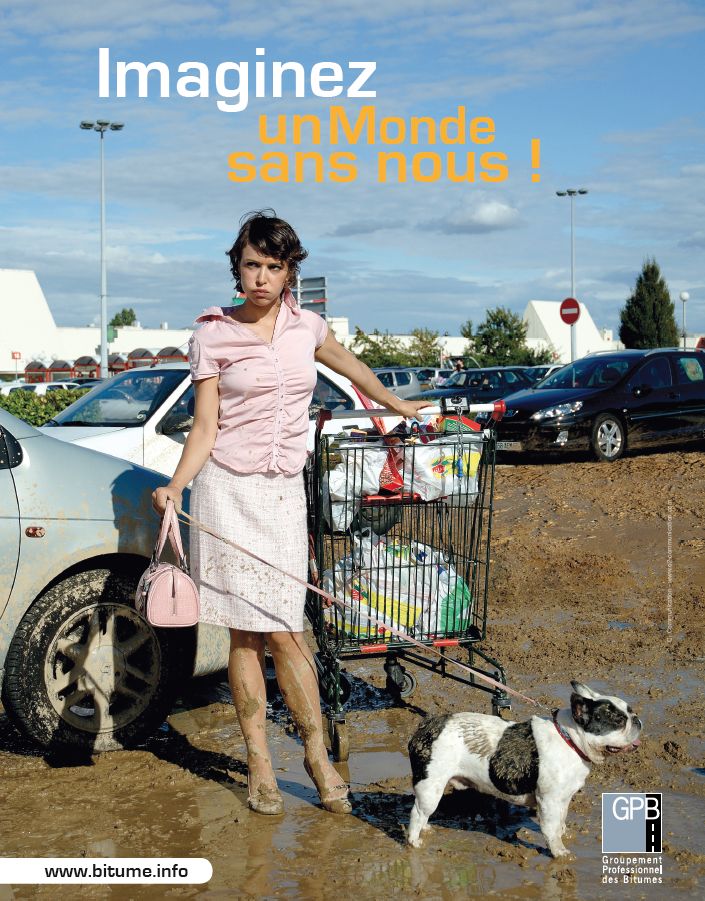 Imaginez
un Monde
sans nous !
www.bitume.info
GPB
Groupement
Professionnel
des Bitumes